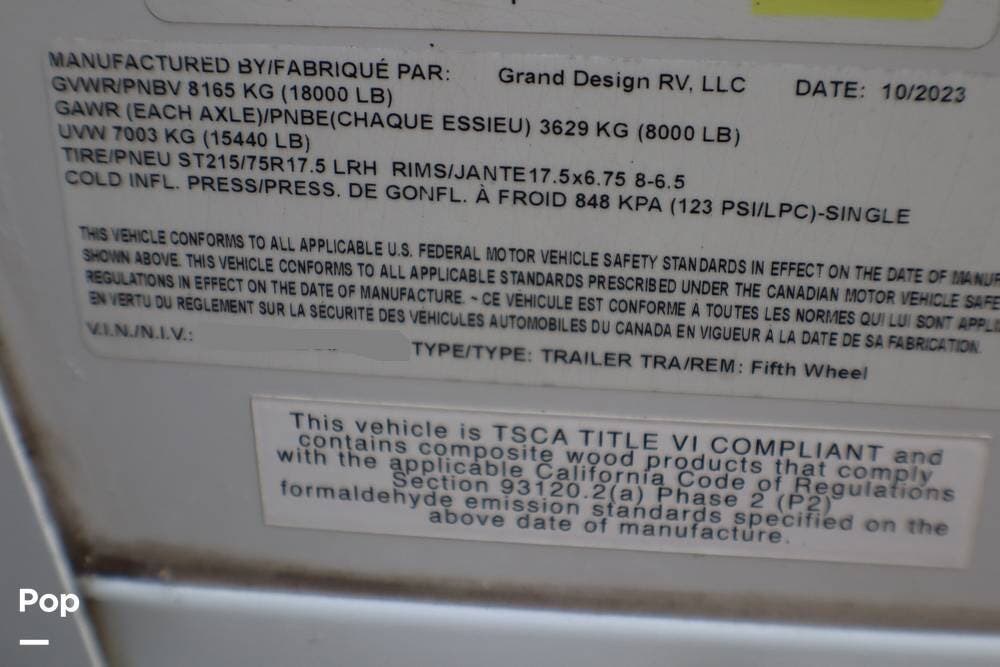 MANUFACTURED BY/FABRIQUÉ PAR: Grand Design RV, LLC DATE: 10/2023
GVWR/PNBV 8165 KG (18000 LB)
GAWR (EACH AXLE)/PNBE(CHAQUE ESSIEU) 3629 KG (8000 LB)
UVW 7003 KG (15440 LB)
TIRE/PNEU ST215/75R17.5 LRH RIMS/JANTE17.5x6.75 8-6.5
COLD INFL. PRESS/PRESS. DE GONFL. À FROID 848 KPA (123 PSI/LPC)-SINGLE
THIS VEHICLE CONFORMS TO ALL APPLICABLE U.S. FEDERAL MOTOR VEHICLE SAFETY STANDARDS IN EFFECT ON THE DATE OF MANUF
SHOWN ABOVE. THIS VEHICLE CONFORMS TO ALL APPLICABLE STANDARDS PRESCRIBED UNDER THE CANADIAN MOTOR VEHICLE SAFE
REGULATIONS IN EFFECT ON THE DATE OF MANUFACTURE. - CE VÉHICULE EST CONFORME À TOUTES LES NORMES QUI LUI SONT APPL
EN VERTU DU RÈGLEMENT SUR LA SÉCURITÉ DES VÉHICULES AUTOMOBILES DU CANADA EN VIGUEUR À LA DATE DE SA FABRICATION.
V.I.N./N.I.V.: TYPE/TYPE: TRAILER TRA/REM: Fifth Wheel
This vehicle is TSCA TITLE VI COMPLIANT and
contains composite wood products that comply
with the applicable California Code of Regulations
Section 93120.2(a) Phase 2 (P2)
formaldehyde emission standards specified on the
above date of manufacture.
Pop